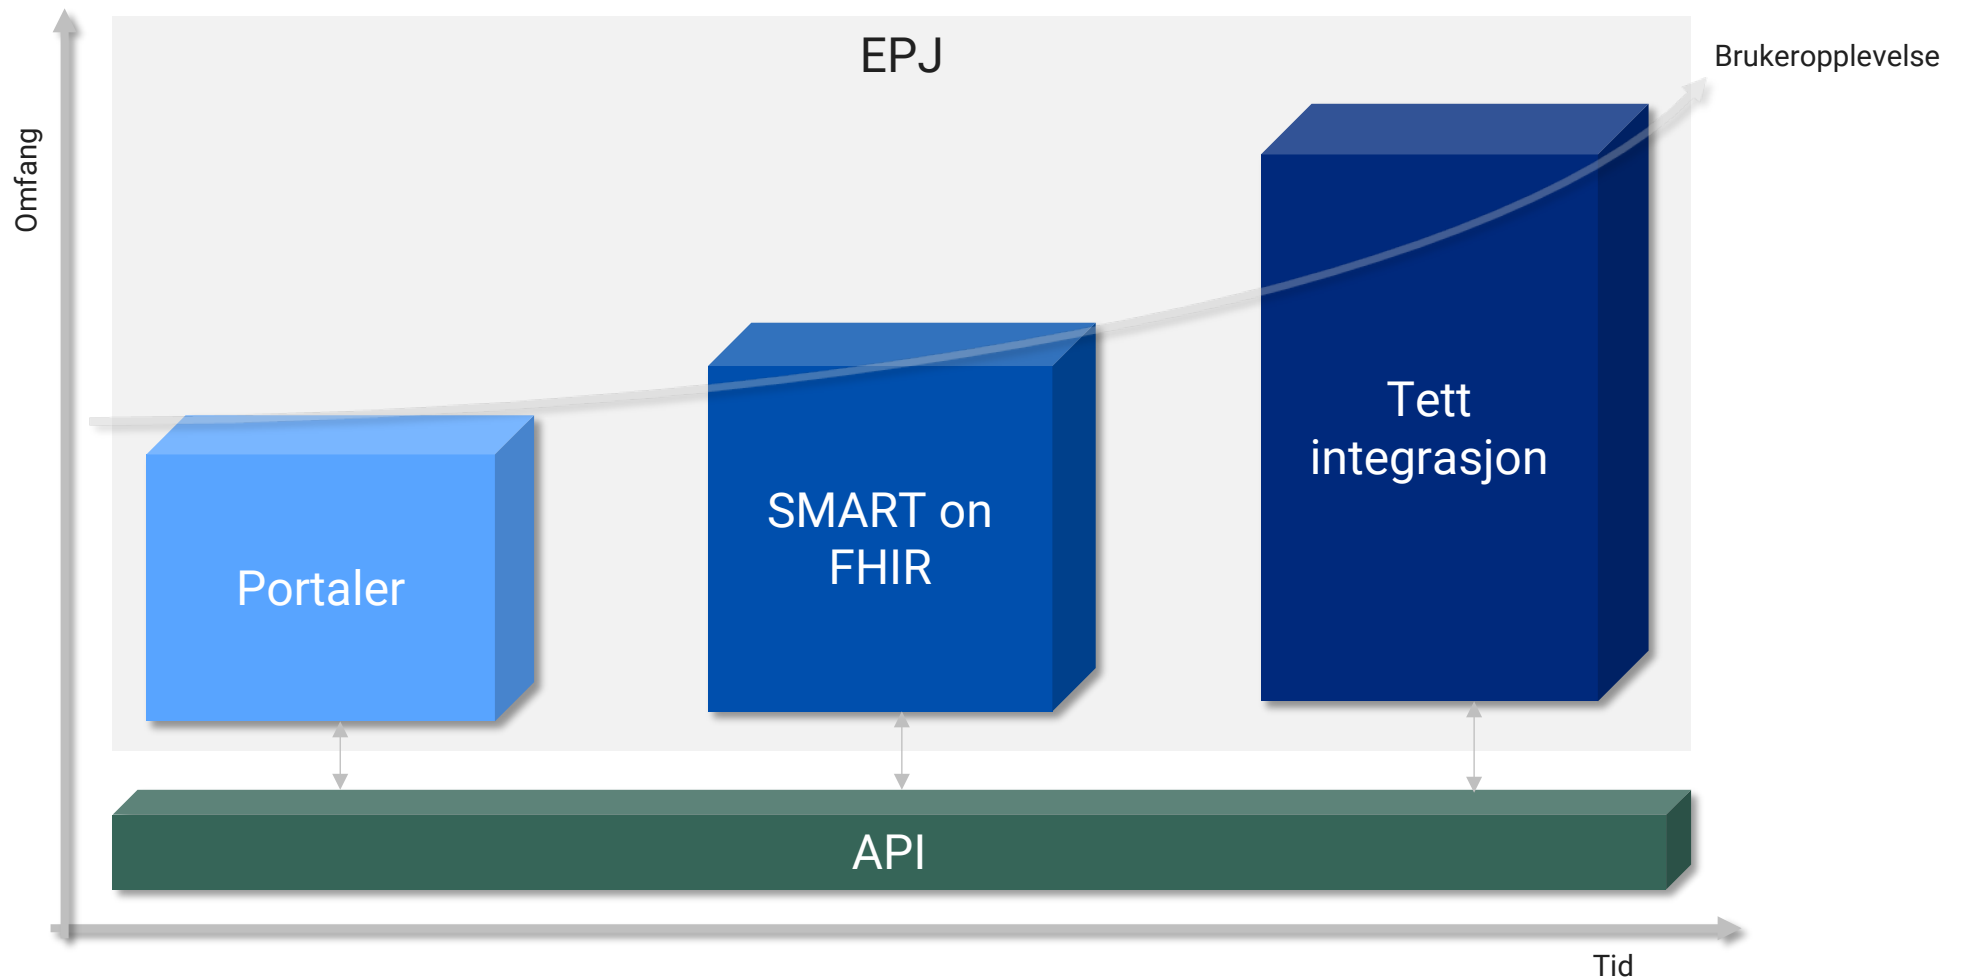 EPJ
Brukeropplevelse
Omfang
Tett
integrasjon
SMART on
FHIR
Portaler
API
Tid